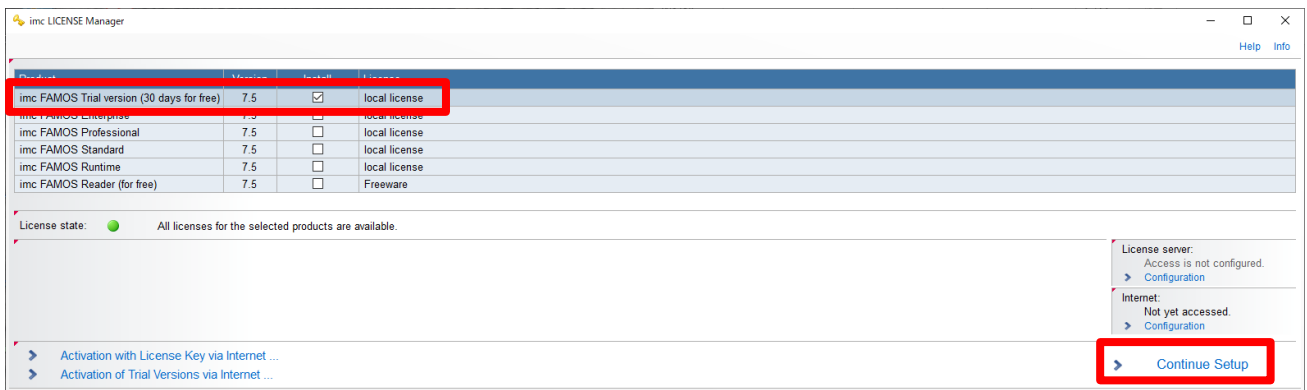 imc LICENSE Manager
Help Info
Product Version Install License
imc FAMOS Trial version (30 days for free) 7.5 local license
imc FAMOS Enterprise 7.5 local license
imc FAMOS Professional 7.5 local license
imc FAMOS Standard 7.5 local license
imc FAMOS Runtime 7.5 local license
imc FAMOS Reader (for free) 7.5 Freeware
License state: All licenses for the selected products are available.
License server:
Access is not configured.
Configuration
Internet:
Not yet accessed.
Configuration
Activation with License Key via Internet ...
Activation of Trial Versions via Internet ...
Continue Setup